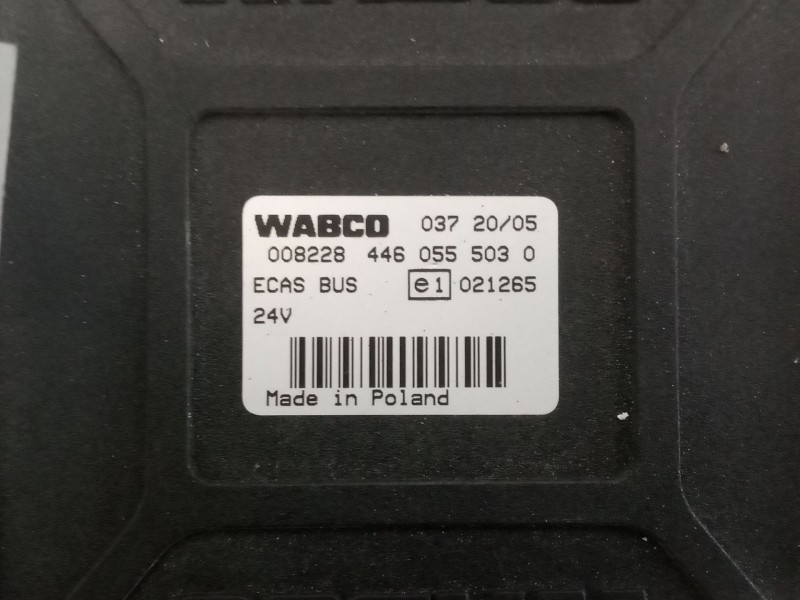 WABCO 037 20/05
008228 446 055 503 0
ECAS BUS e1 021265
24V
Made in Poland